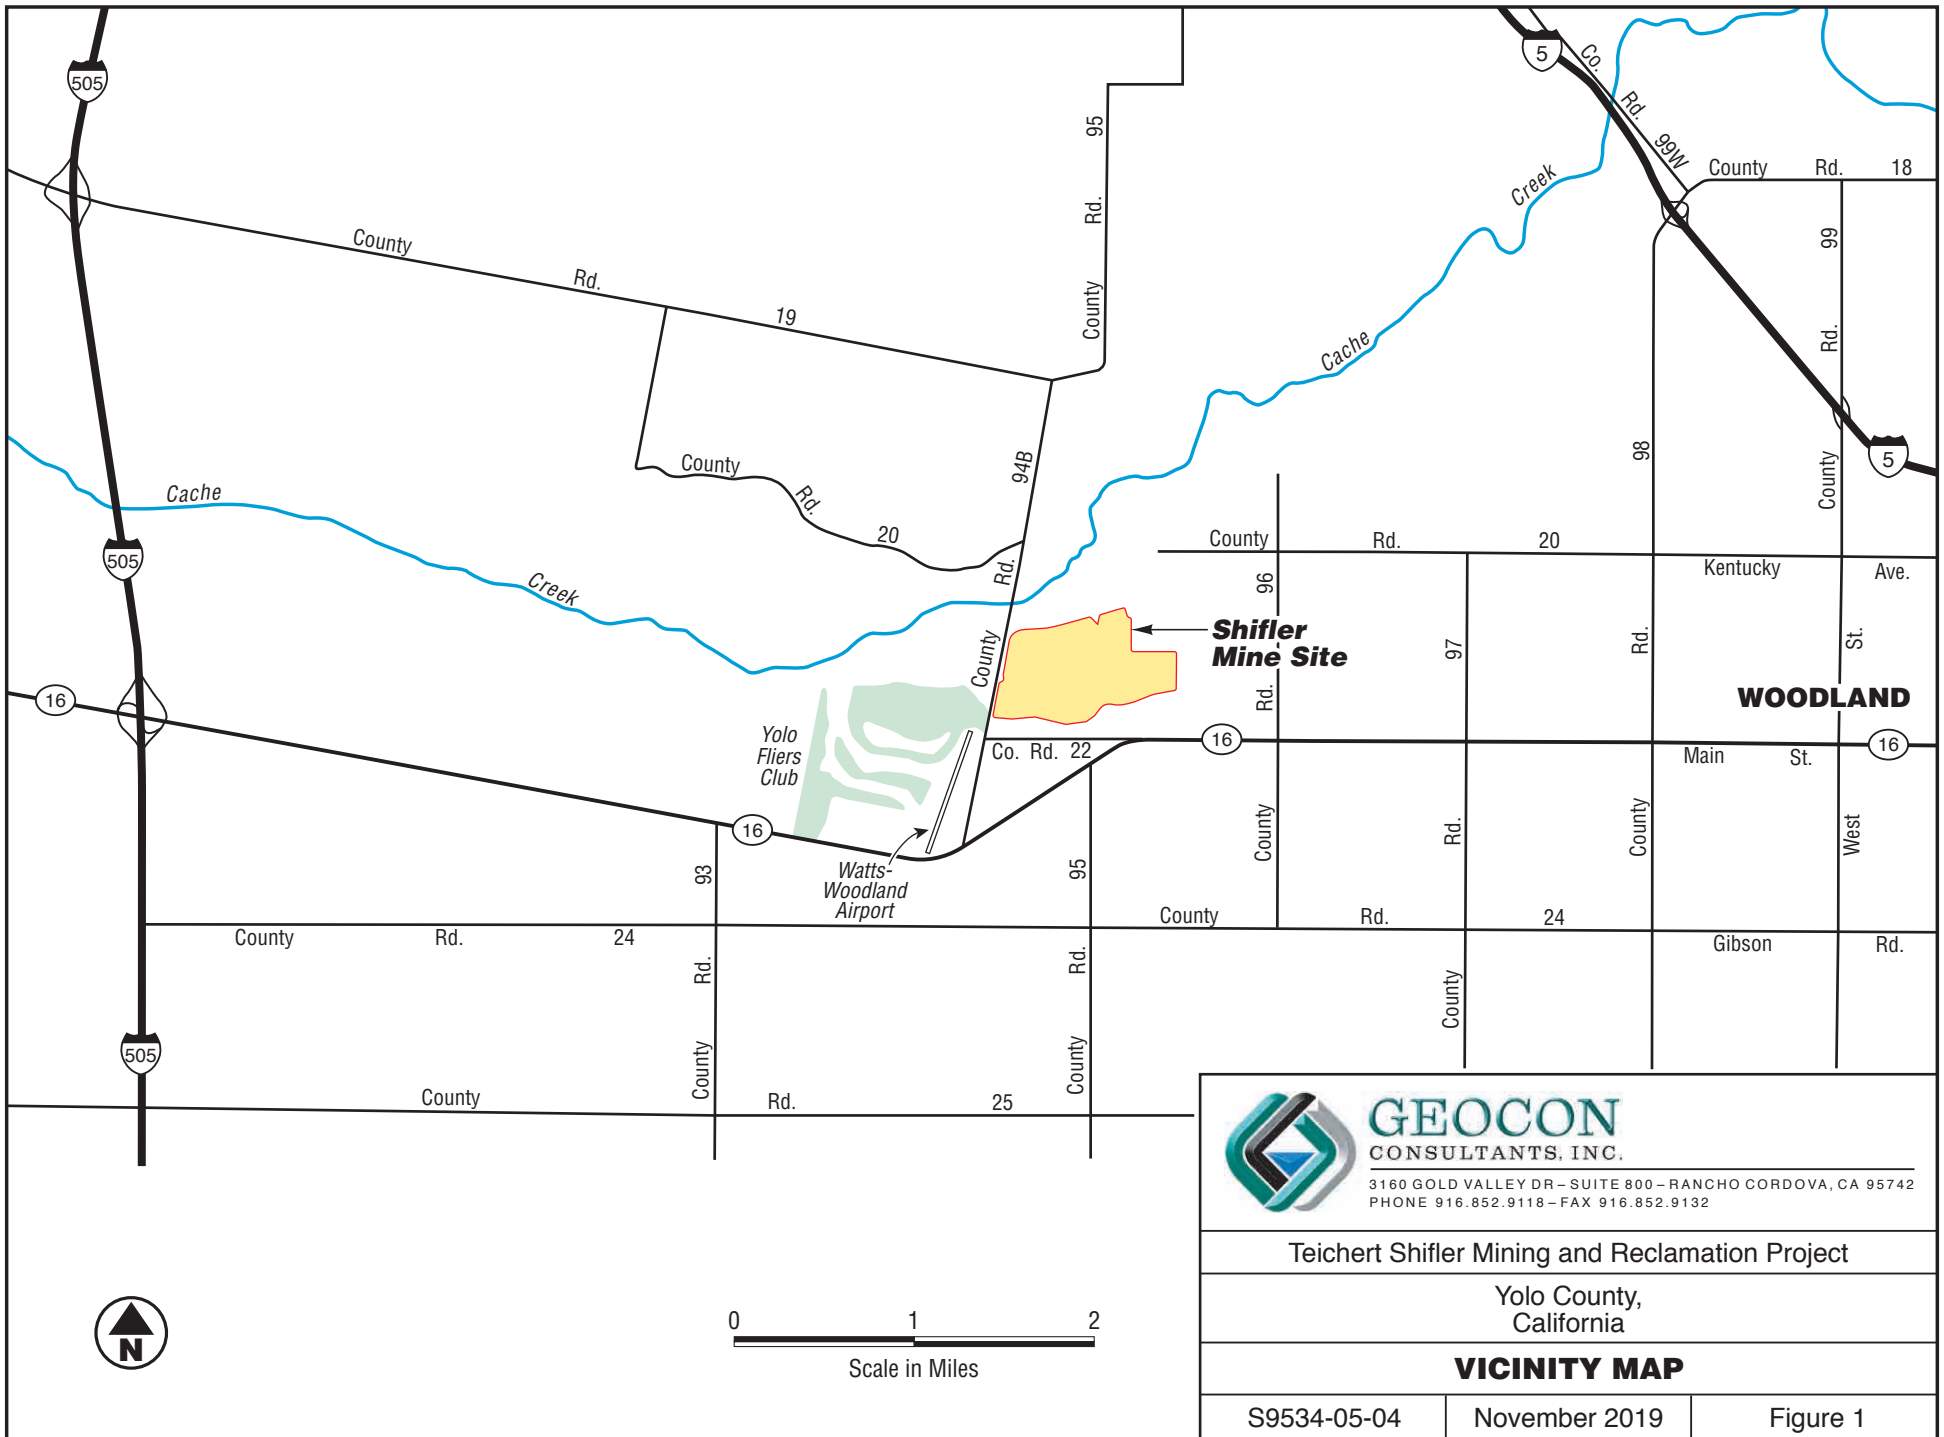 505
5
Co. Rd. 99W
County Rd. 18
County Rd. 95
Creek
County Rd. 19
County Rd. 99
Cache
County Rd. 98
5
94B
County Rd. 20
Cache
505
County Rd. 20
Kentucky Ave.
Creek
County Rd.
County Rd. 96
County Rd. 97
West St.
Shifler
Mine Site
WOODLAND
16
Yolo
Fliers
Club
Co. Rd. 22
16
16
Main St.
16
Watts-
Woodland
Airport
County Rd. 93
County Rd. 95
County Rd. 24
County Rd. 24
Gibson Rd.
505
County Rd. 25
GEOCON
CONSULTANTS, INC.
3160 GOLD VALLEY DR – SUITE 800 – RANCHO CORDOVA, CA 95742
PHONE 916.852.9118 – FAX 916.852.9132
Teichert Shifler Mining and Reclamation Project
Yolo County,
California
VICINITY MAP
S9534-05-04 November 2019 Figure 1
N
0 1 2
Scale in Miles